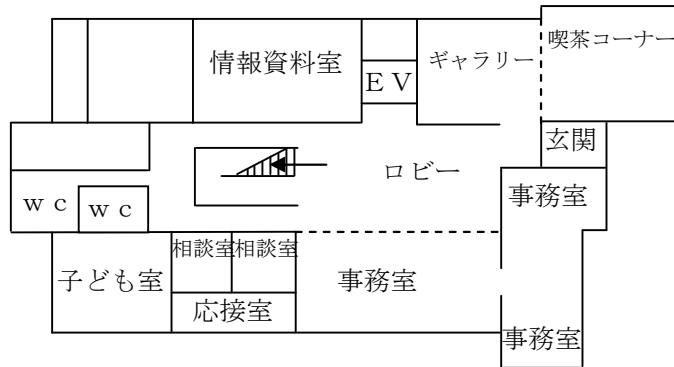 喫茶コーナー
情報資料室
ギャラリー
ＥＶ
玄関
ロビー
ｗｃ
ｗｃ
事務室
相談室
相談室
子ども室
事務室
応接室
事務室